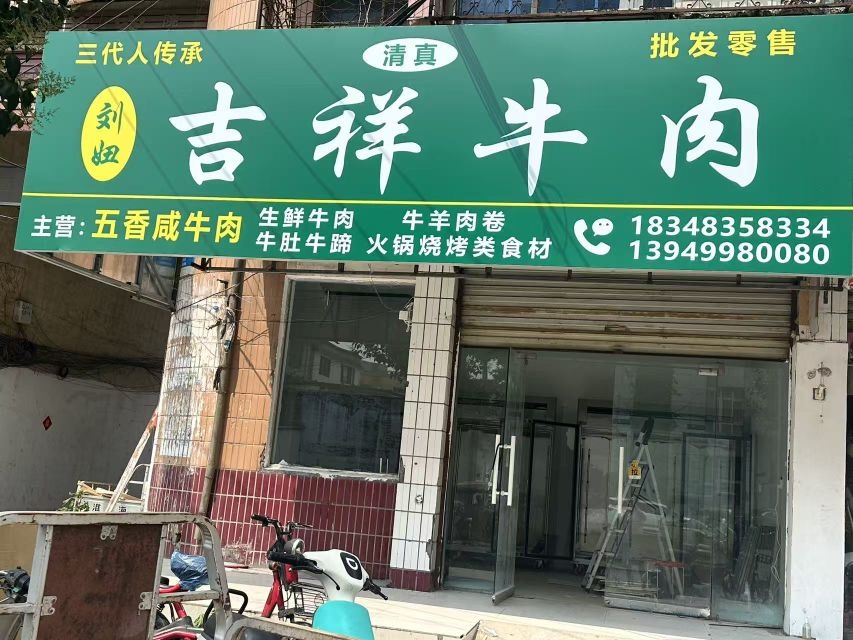 三代人传承
清真
批发零售
刘妞
吉祥牛肉
主营：五香咸牛肉
生鲜牛肉 牛羊肉卷
牛肚牛蹄 火锅烧烤类食材
18348358334
13949980080
拉